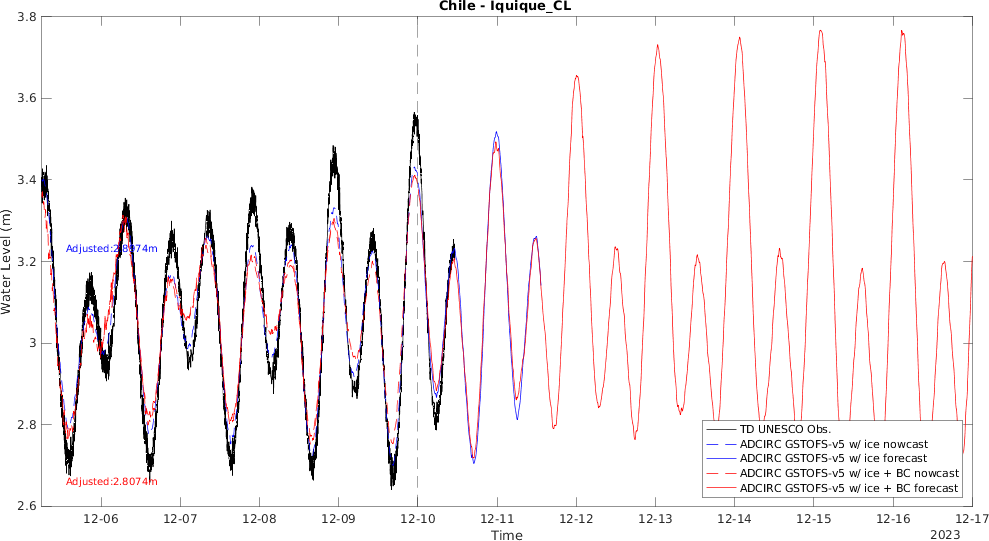 Chile - Iquique_CL
3.8
3.6
3.4
3.2
3
2.8
2.6
Water Level (m)
Adjusted:2.8074m
Adjusted:2.8074m
TD UNESCO Obs.
ADCIRC GSTOFS-v5 w/ ice nowcast
ADCIRC GSTOFS-v5 w/ ice forecast
ADCIRC GSTOFS-v5 w/ ice + BC nowcast
ADCIRC GSTOFS-v5 w/ ice + BC forecast
12-06 12-07 12-08 12-09 12-10 12-11 12-12 12-13 12-14 12-15 12-16 12-17
Time
2023